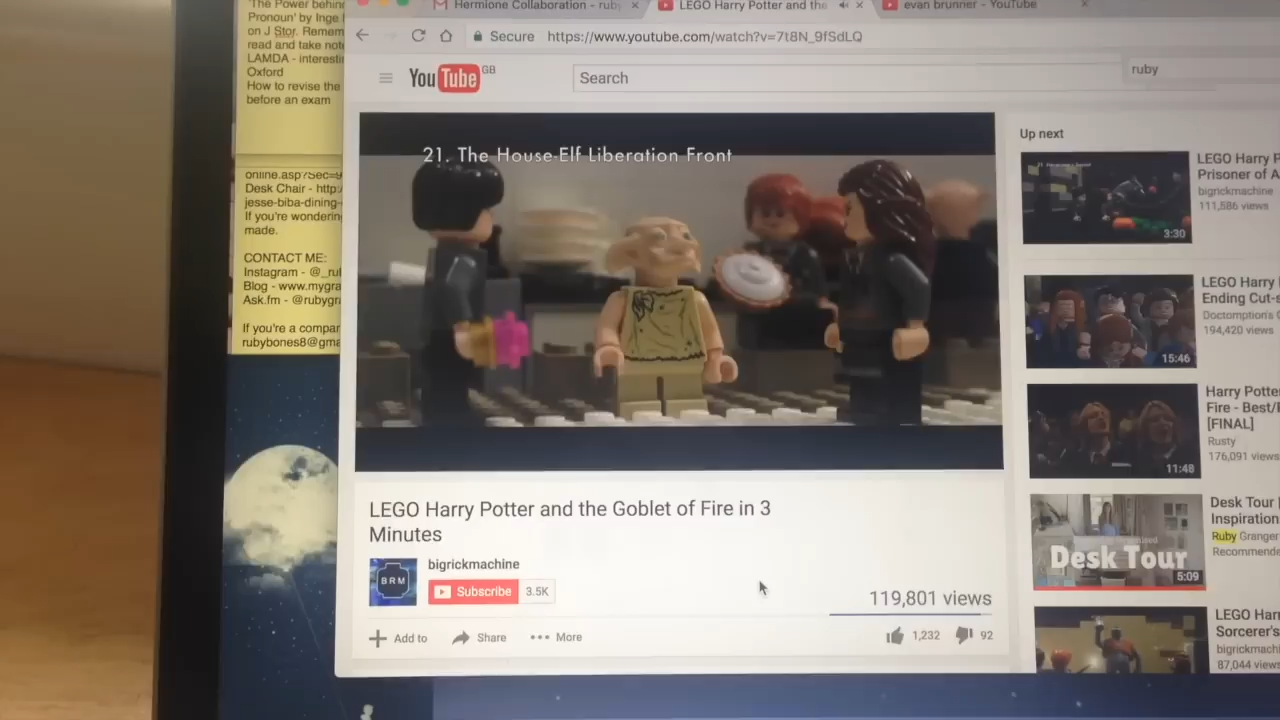 'The Power behind
Pronoun' by Inge
on J Stor. Remem
read and take note
LAMDA - interesti
Oxford
How to revise the
before an exam
online.asp?Sec=9
Desk Chair - http:/
jesse-biba-dining-
If you're wondering
made.
CONTACT ME:
Instagram - @_ru
Blog - www.mygra
Ask.fm - @rubygr
If you're a compar
rubybones8@gma
Hermione Collaboration - ruby
LEGO Harry Potter and the
evan brunner - YouTube
Secure https://www.youtube.com/watch?v=7t8N_9fSdLQ
YouTube GB
Search
ruby
21. The House-Elf Liberation Front
LEGO Harry Potter and the Goblet of Fire in 3
Minutes
BRM
bigrickmachine
Subscribe 3.5K
119,801 views
Add to Share More
1,232 92
Up next
LEGO Harry P
Prisoner of A
bigrickmachine
111,586 views
3:30
LEGO Harry
Ending Cut-s
Doctomption's
194,420 views
15:46
Harry Potte
Fire - Best/
[FINAL]
Rusty
176,091 views
11:48
Desk Tour
Inspiration
Ruby Granger
Recommende
Desk Tour
5:09
LEGO Har
Sorcerer's
bigrickmachi
87,044 views